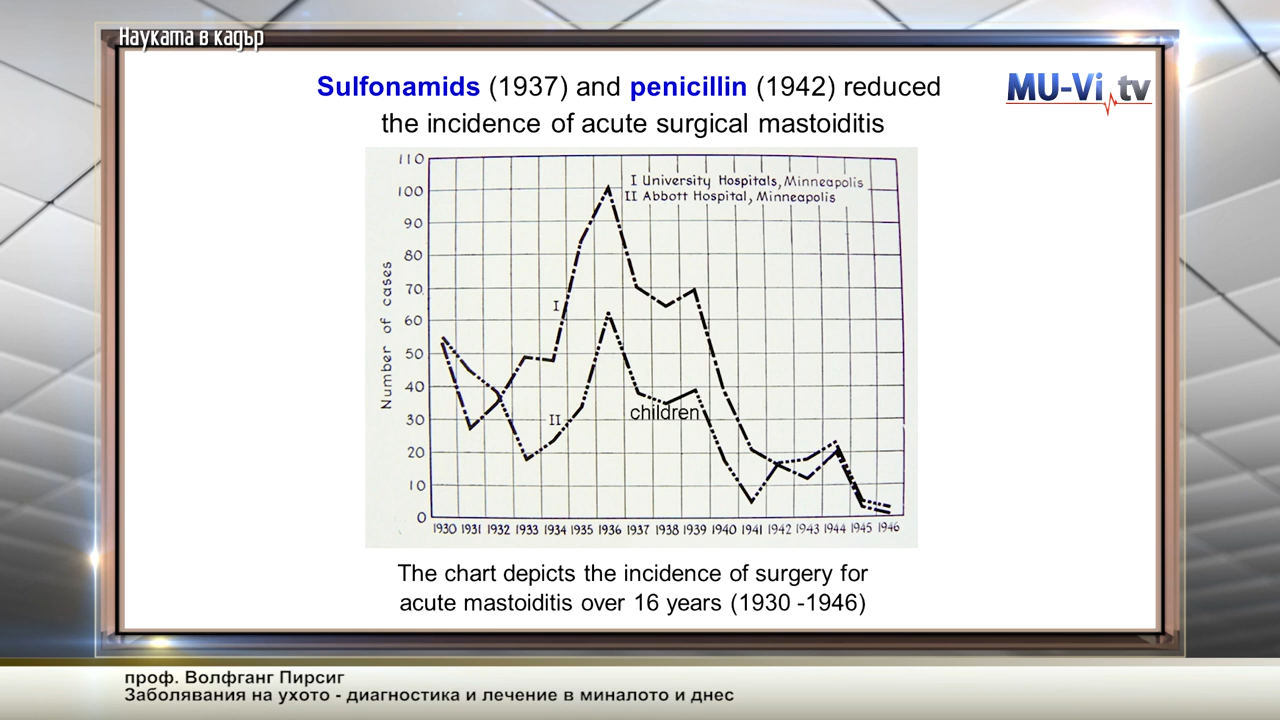 Науката в кадър
Sulfonamids (1937) and penicillin (1942) reduced
the incidence of acute surgical mastoiditis
MU-Vi.tv
110
100
90
80
70
60
50
40
30
20
10
0
Number of cases
I University Hospitals, Minneapolis
II Abbott Hospital, Minneapolis
I
II
children
1930 1931 1932 1933 1934 1935 1936 1937 1938 1939 1940 1941 1942 1943 1944 1945 1946
The chart depicts the incidence of surgery for
acute mastoiditis over 16 years (1930 -1946)
проф. Волфганг Пирсиг
Заболявания на ухото - диагностика и лечение в миналото и днес